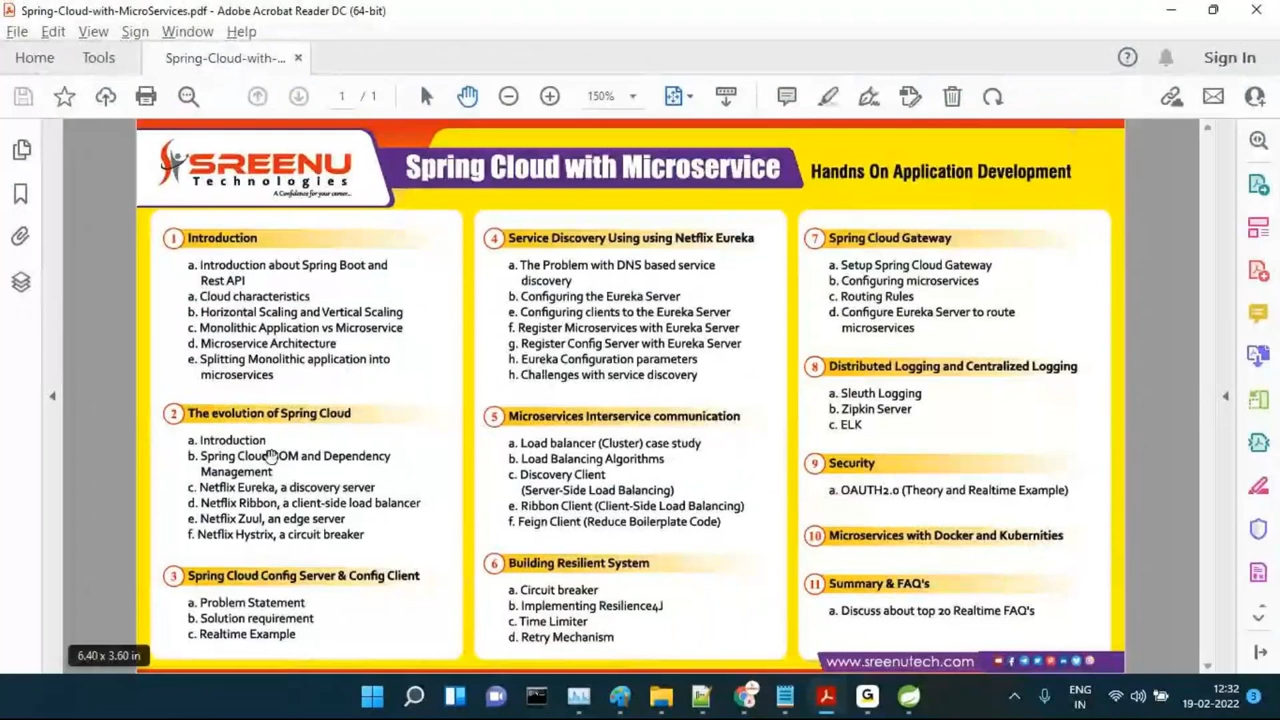 Spring-Cloud-with-MicroServices.pdf - Adobe Acrobat Reader DC (64-bit)
File Edit View Sign Window Help
Home Tools Spring-Cloud-with-... Sign In
1 / 1 150%
SREENU
Technologies
A Confidence for your career...
Spring Cloud with Microservice
Handns On Application Development
1 Introduction
a. Introduction about Spring Boot and
Rest API
a. Cloud characteristics
b. Horizontal Scaling and Vertical Scaling
c. Monolithic Application vs Microservice
d. Microservice Architecture
e. Splitting Monolithic application into
microservices
2 The evolution of Spring Cloud
a. Introduction
b. Spring Cloud OM and Dependency
Management
c. Netflix Eureka, a discovery server
d. Netflix Ribbon, a client-side load balancer
e. Netflix Zuul, an edge server
f. Netflix Hystrix, a circuit breaker
3 Spring Cloud Config Server & Config Client
a. Problem Statement
b. Solution requirement
c. Realtime Example
4 Service Discovery Using using Netflix Eureka
a. The Problem with DNS based service
discovery
b. Configuring the Eureka Server
e. Configuring clients to the Eureka Server
f. Register Microservices with Eureka Server
g. Register Config Server with Eureka Server
h. Eureka Configuration parameters
h. Challenges with service discovery
5 Microservices Interservice communication
a. Load balancer (Cluster) case study
b. Load Balancing Algorithms
c. Discovery Client
(Server-Side Load Balancing)
e. Ribbon Client (Client-Side Load Balancing)
f. Feign Client (Reduce Boilerplate Code)
6 Building Resilient System
a. Circuit breaker
b. Implementing Resilience4J
c. Time Limiter
d. Retry Mechanism
7 Spring Cloud Gateway
a. Setup Spring Cloud Gateway
b. Configuring microservices
c. Routing Rules
d. Configure Eureka Server to route
microservices
8 Distributed Logging and Centralized Logging
a. Sleuth Logging
b. Zipkin Server
c. ELK
9 Security
a. OAUTH2.0 (Theory and Realtime Example)
10 Microservices with Docker and Kubernities
11 Summary & FAQ's
a. Discuss about top 20 Realtime FAQ's
www.sreenutech.com
6.40 x 3.60 in
ENG
IN
12:32
19-02-2022
3